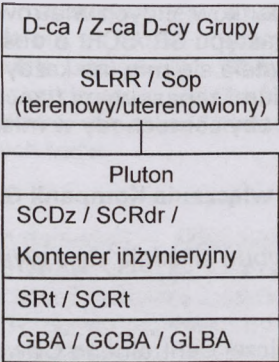 D-ca / Z-ca D-cy Grupy
SLRR / Sop
(terenowy/uterenowiony)
Pluton
SCDz / SCRdr /
Kontener inżynieryjny
SRt / SCRt
GBA / GCBA / GLBA